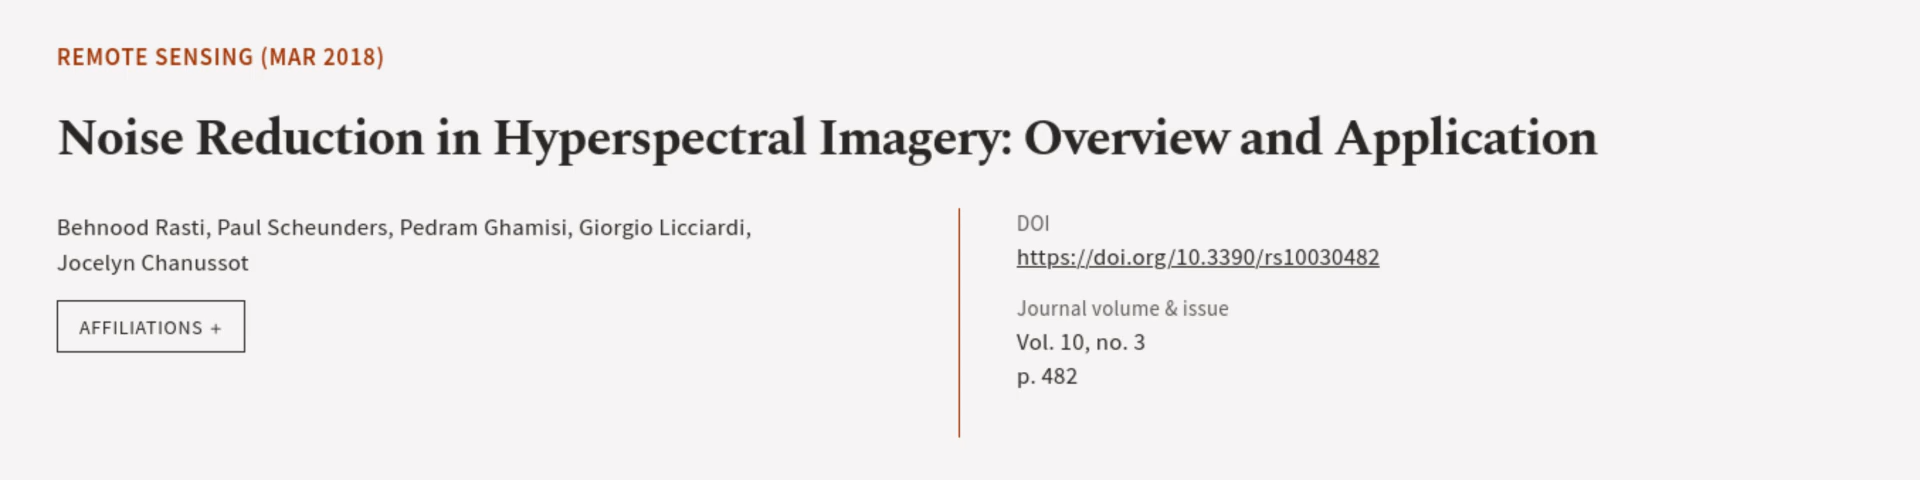 REMOTE SENSING (MAR 2018)
Noise Reduction in Hyperspectral Imagery: Overview and Application
Behnood Rasti, Paul Scheunders, Pedram Ghamisi, Giorgio Licciardi,
Jocelyn Chanussot
AFFILIATIONS +
DOI
https://doi.org/10.3390/rs10030482
Journal volume & issue
Vol. 10, no. 3
p. 482